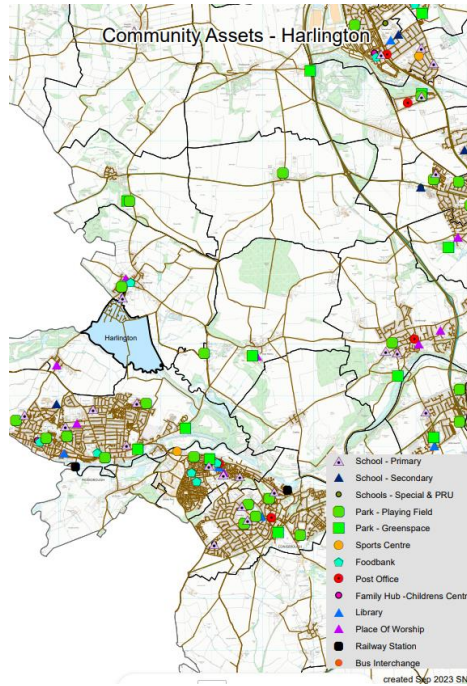 Community Assets - Harlington
Harlington
School - Primary
School - Secondary
Schools - Special & PRU
Park - Playing Field
Park - Greenspace
Sports Centre
Foodbank
Post Office
Family Hub -Childrens Centr
Library
Place Of Worship
Railway Station
Bus Interchange
created Sep 2023 SN